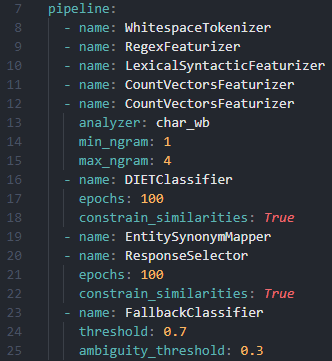 7 pipeline:
8 - name: WhitespaceTokenizer
9 - name: RegexFeaturizer
10 - name: LexicalSyntacticFeaturizer
11 - name: CountVectorsFeaturizer
12 - name: CountVectorsFeaturizer
13 analyzer: char_wb
14 min_ngram: 1
15 max_ngram: 4
16 - name: DIETClassifier
17 epochs: 100
18 constrain_similarities: True
19 - name: EntitySynonymMapper
20 - name: ResponseSelector
21 epochs: 100
22 constrain_similarities: True
23 - name: FallbackClassifier
24 threshold: 0.7
25 ambiguity_threshold: 0.3